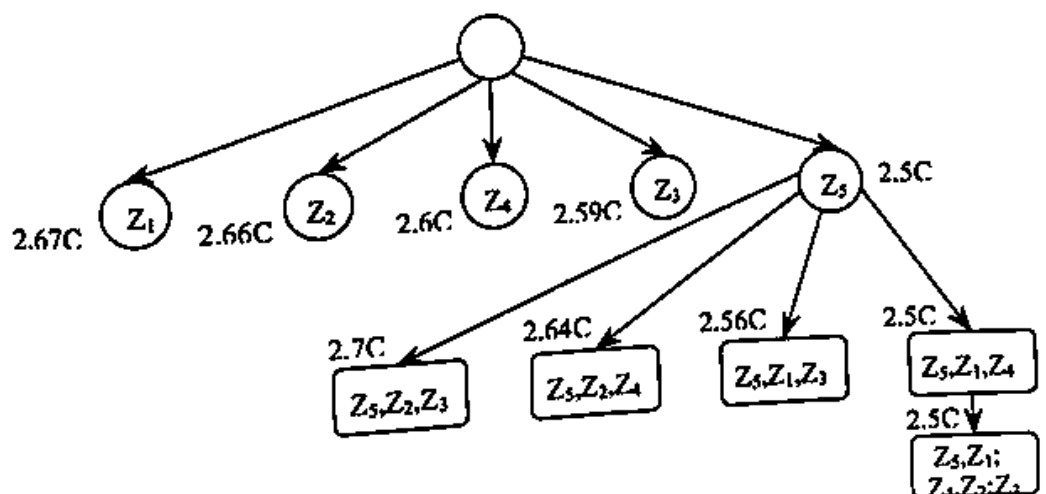 Z₁
Z₂
Z₄
Z₃
Z₅
2.5C
2.67C
2.66C
2.6C
2.59C
2.7C
2.64C
2.56C
2.5C
Z₅,Z₂,Z₃
Z₅,Z₂,Z₄
Z₅,Z₁,Z₃
Z₅,Z₁,Z₄
2.5C
Z₅,Z₁;